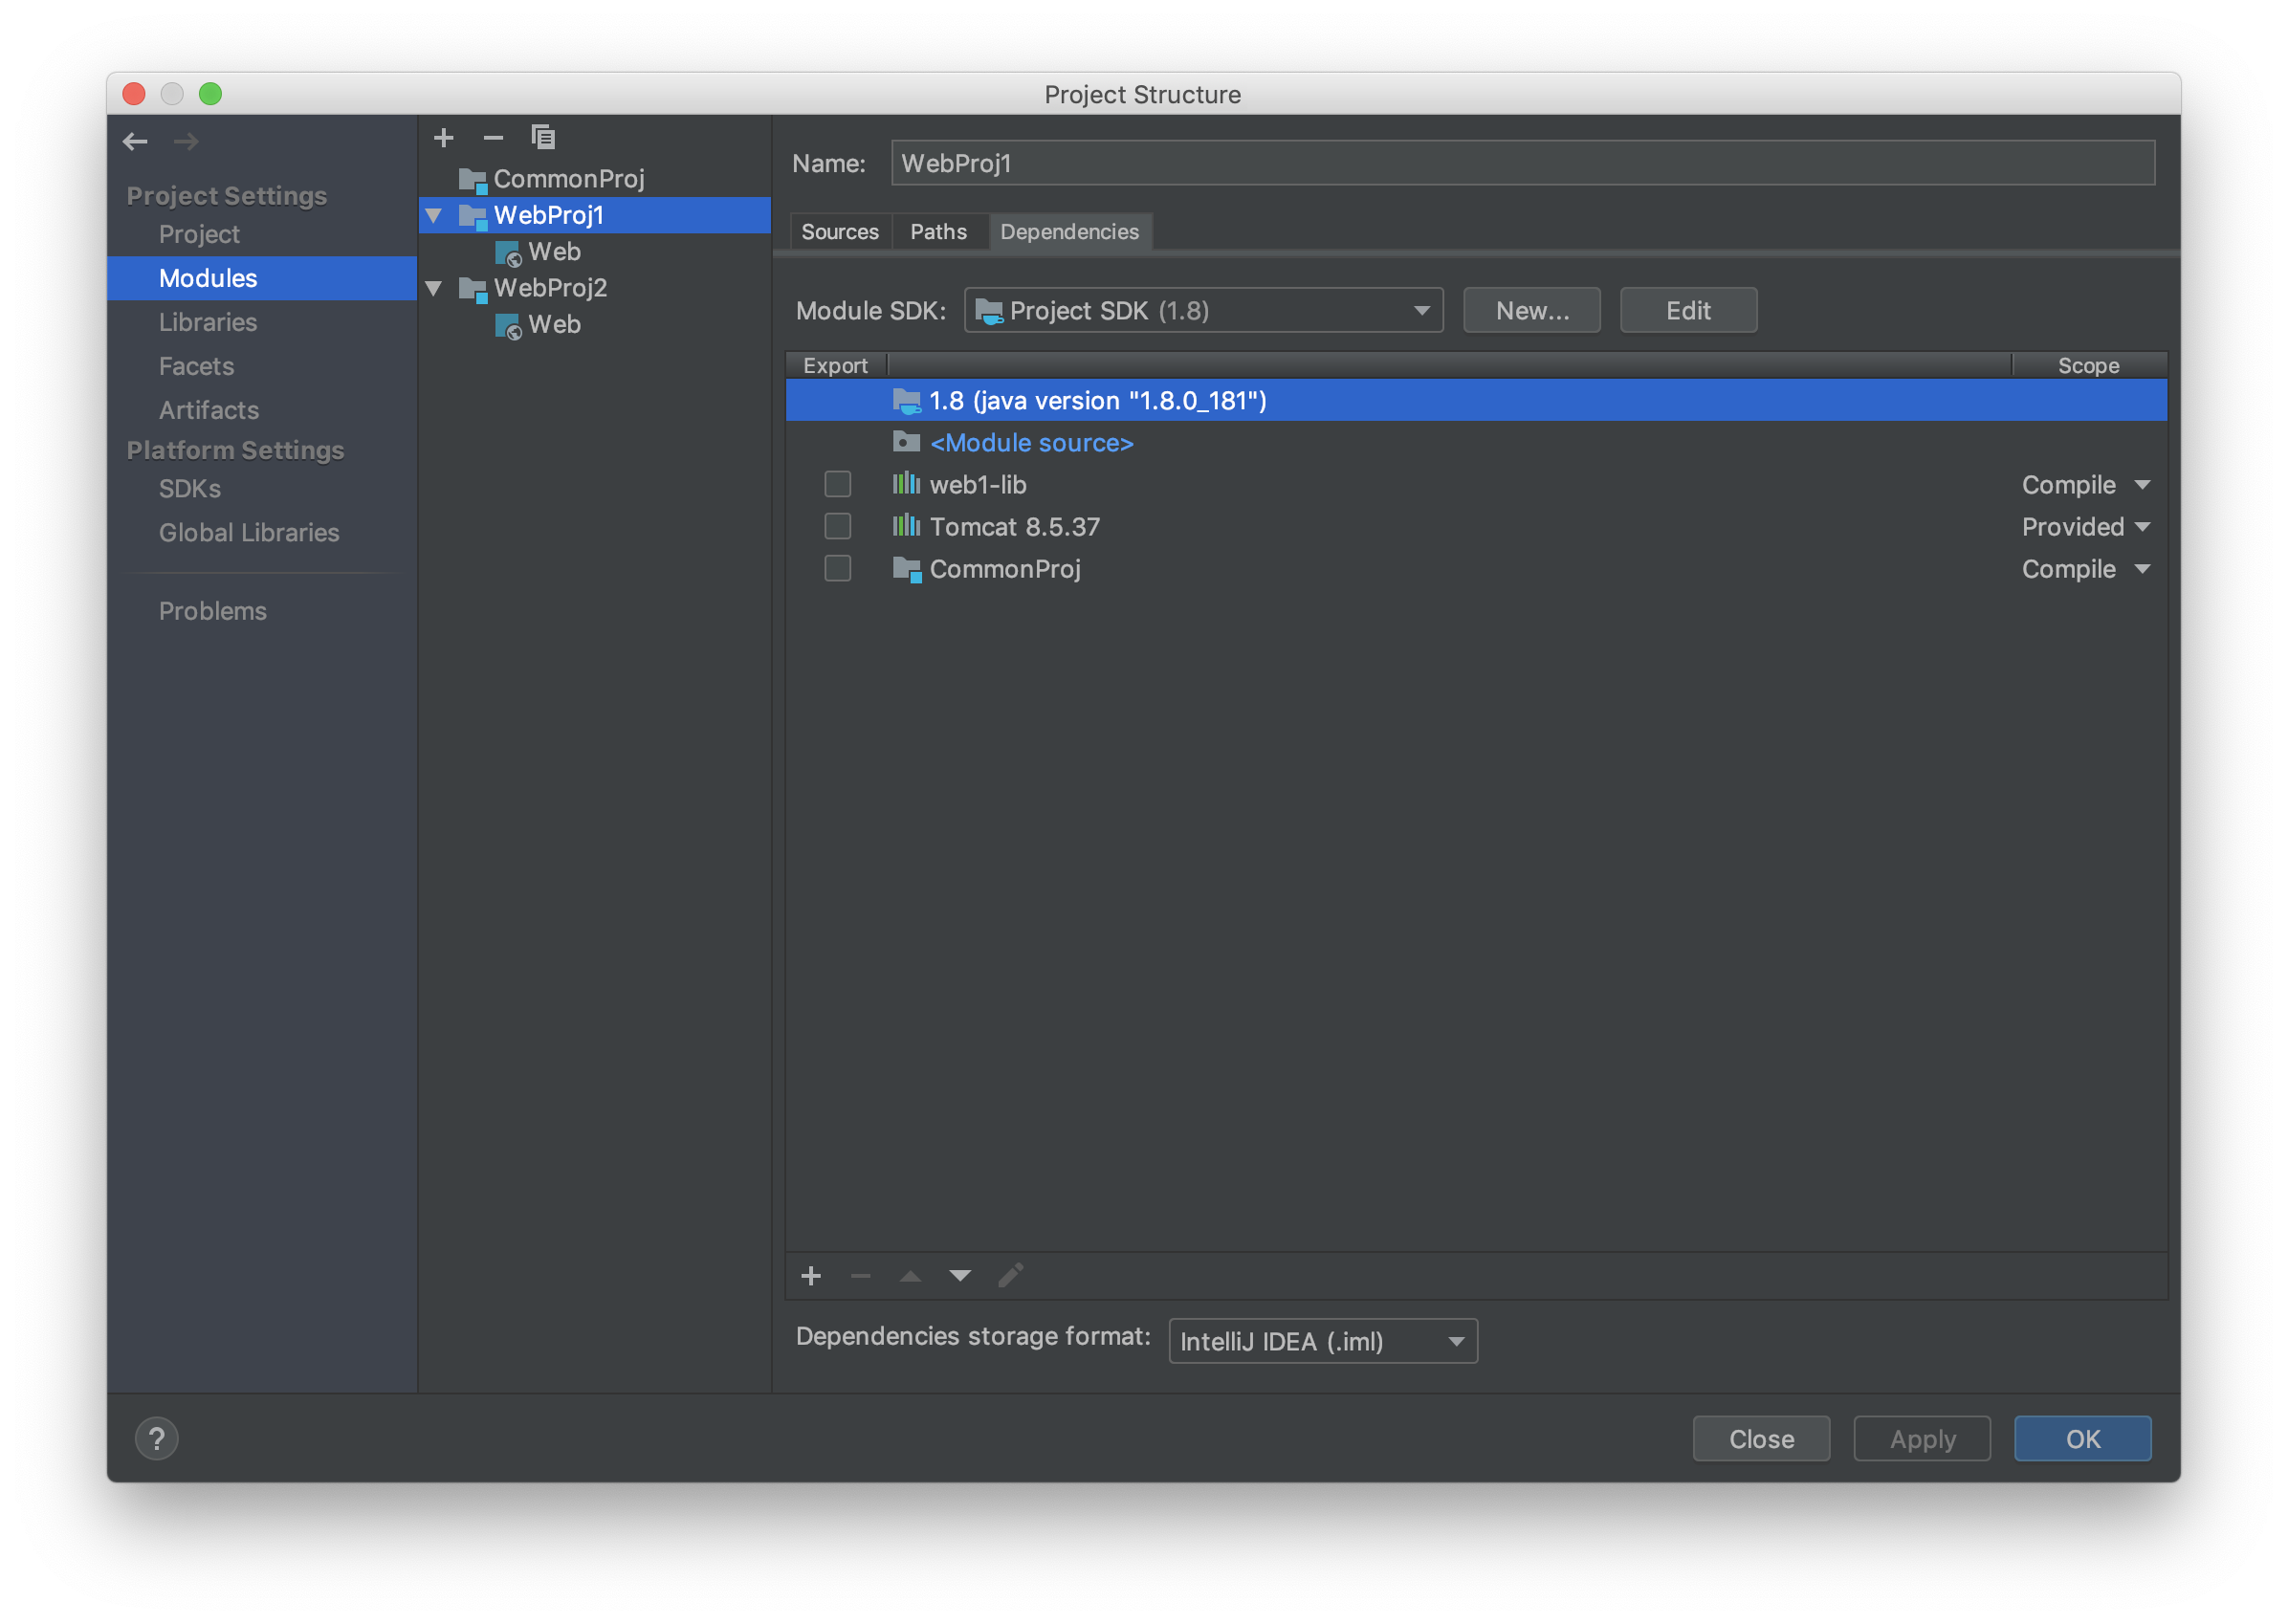 Project Structure
Project Settings
Project
Modules
Libraries
Facets
Artifacts
Platform Settings
SDKs
Global Libraries
Problems
CommonProj
WebProj1
Web
WebProj2
Web
Name: WebProj1
Sources Paths Dependencies
Module SDK: Project SDK (1.8) New... Edit
Export Scope
1.8 (java version "1.8.0_181")
<Module source>
web1-lib Compile
Tomcat 8.5.37 Provided
CommonProj Compile
Dependencies storage format: IntelliJ IDEA (.iml)
? Close Apply OK